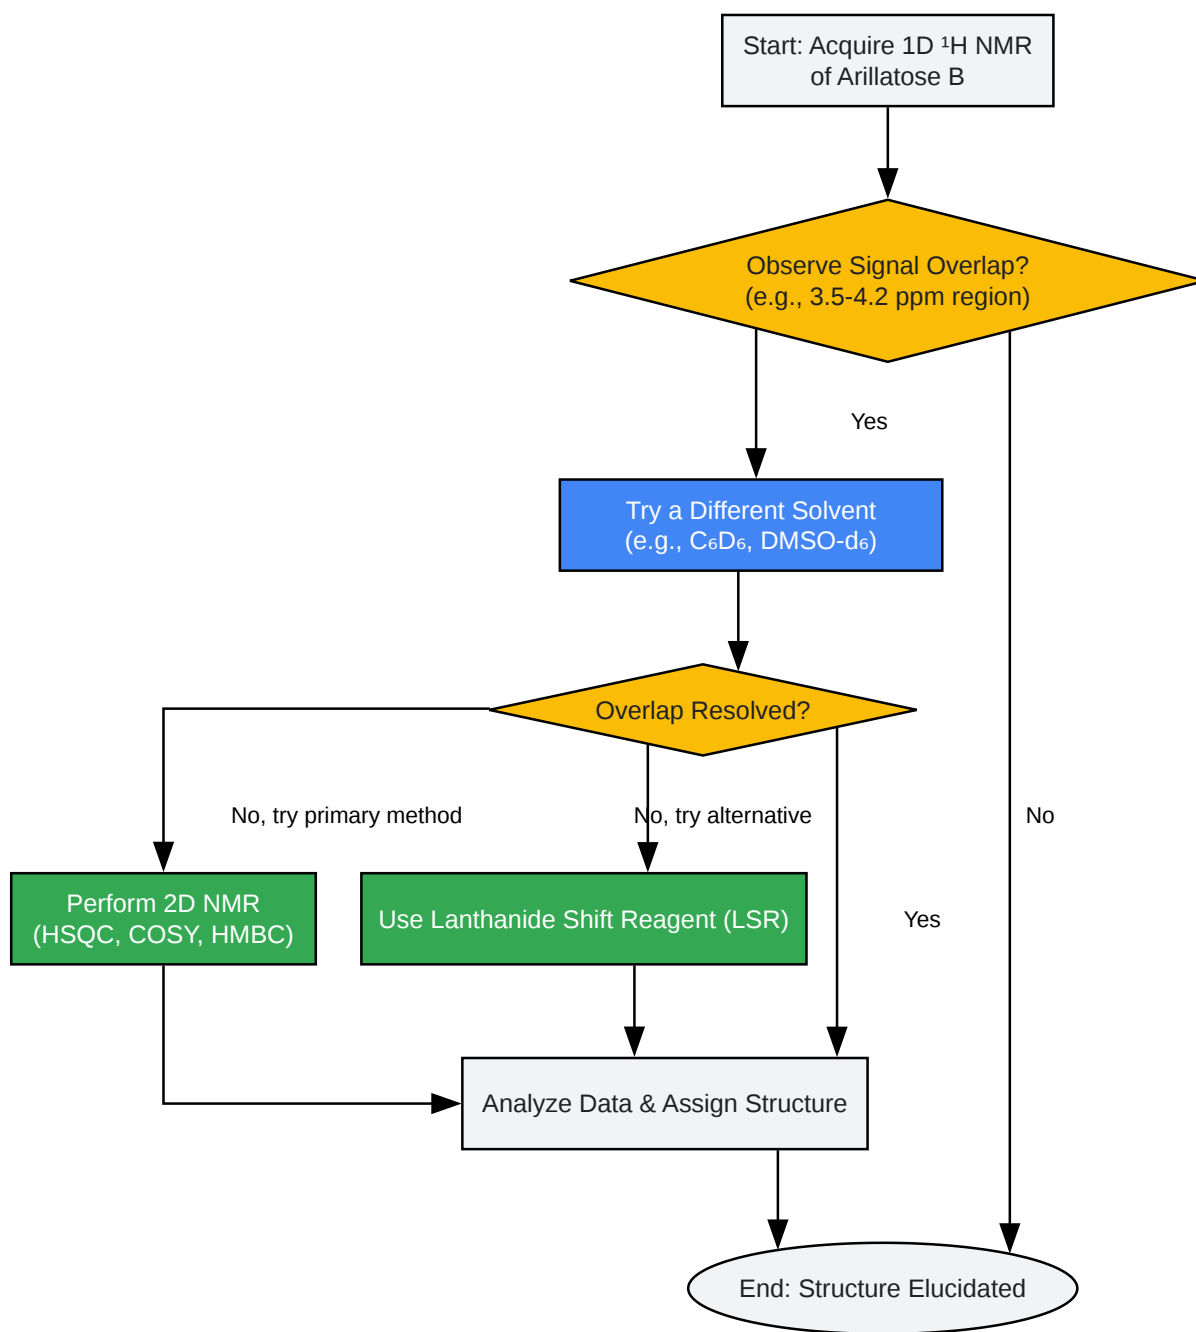 Start: Acquire 1D ¹H NMR
of Arillatose B
Observe Signal Overlap?
(e.g., 3.5-4.2 ppm region)
Yes
Try a Different Solvent
(e.g., C₆D₆, DMSO-d₆)
Overlap Resolved?
No, try primary method
No, try alternative
No
Perform 2D NMR
(HSQC, COSY, HMBC)
Use Lanthanide Shift Reagent (LSR)
Yes
Analyze Data & Assign Structure
End: Structure Elucidated